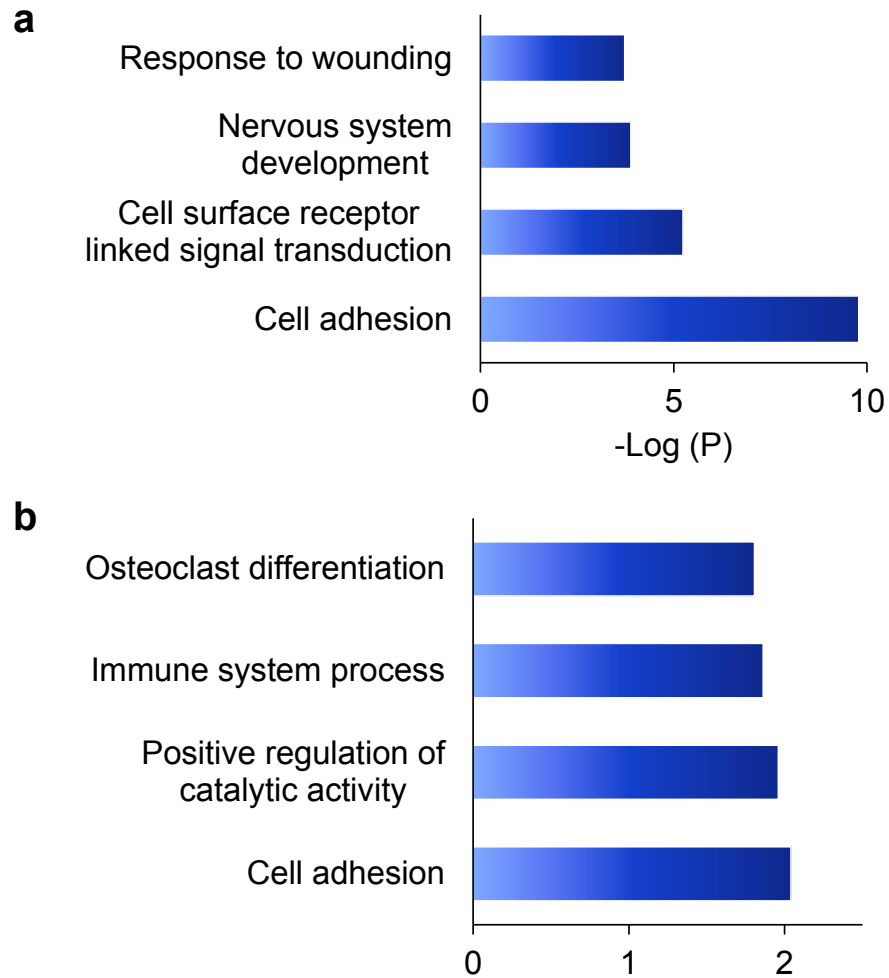 a
Response to wounding
Nervous system
development
Cell surface receptor
linked signal transduction
Cell adhesion
0 5 10
-Log (P)
b
Osteoclast differentiation
Immune system process
Positive regulation of
catalytic activity
Cell adhesion
0 1 2